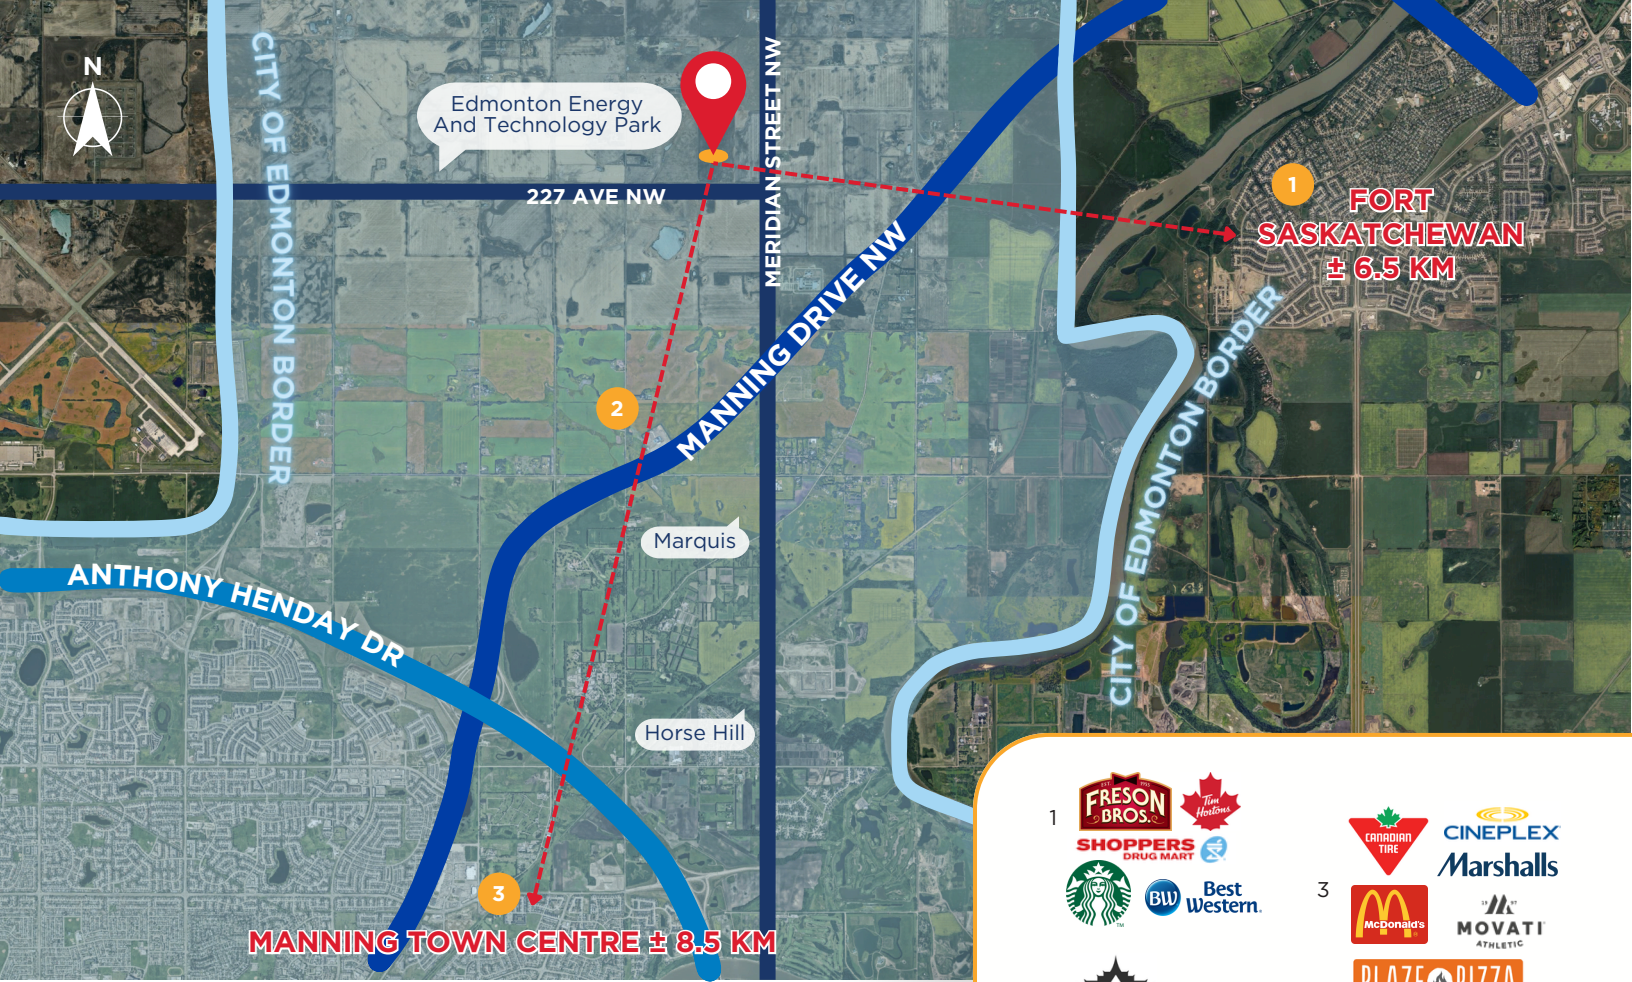 N
CITY OF EDMONTON BORDER
Edmonton Energy
And Technology Park
MERIDIAN STREET NW
227 AVE NW
1
FORT
SASKATCHEWAN
± 6.5 KM
MANNING DRIVE NW
2
CITY OF EDMONTON BORDER
Marquis
ANTHONY HENDAY DR
Horse Hill
3
MANNING TOWN CENTRE ± 8.5 KM
1
FRESON
BROS.
Tim
Hortons
SHOPPERS
DRUG MART
BW
Best
Western.
3
CANADIAN
TIRE
CINEPLEX
Marshalls
McDonald's
MOVATI
ATHLETIC
BLAZE PIZZA